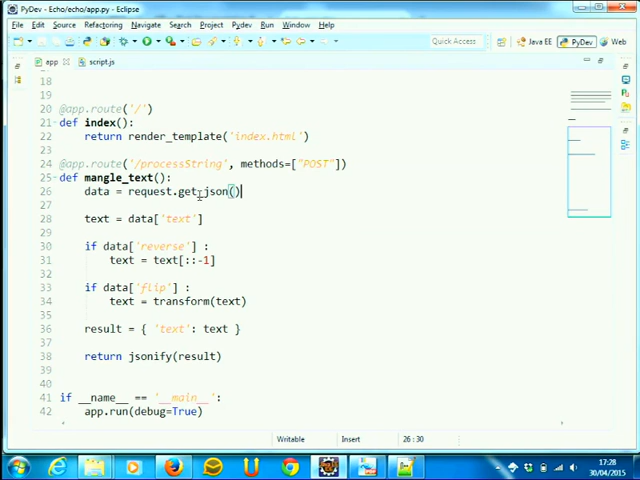 PyDev - Echo/echo/app.py - Eclipse
File Edit Source Refactoring Navigate Search Project Pydev Run Window Help
Quick Access Java EE PyDev Web
app script.js
18
19
20 @app.route('/')
21 def index():
22 return render_template('index.html')
23
24 @app.route('/processString', methods=["POST"])
25 def mangle_text():
26 data = request.get_json()
27
28 text = data['text']
29
30 if data['reverse'] :
31 text = text[::-1]
32
33 if data['flip'] :
34 text = transform(text)
35
36 result = { 'text': text }
37
38 return jsonify(result)
39
40
41 if __name__ == '__main__':
42 app.run(debug=True)
Writable Insert 26 : 30
17:28
30/04/2015